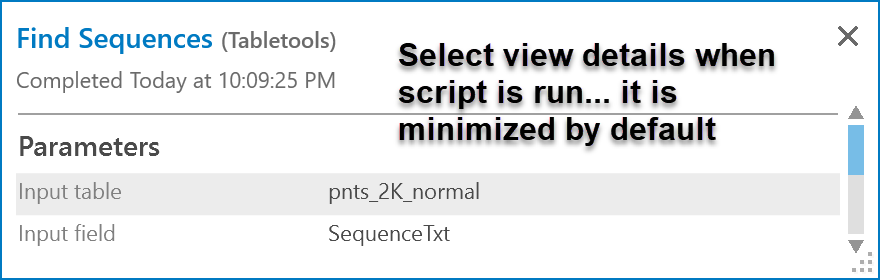 Find Sequences (Tabletools)
Completed Today at 10:09:25 PM
Select view details when
script is run... it is
minimized by default
Parameters
Input table pnts_2K_normal
Input field SequenceTxt